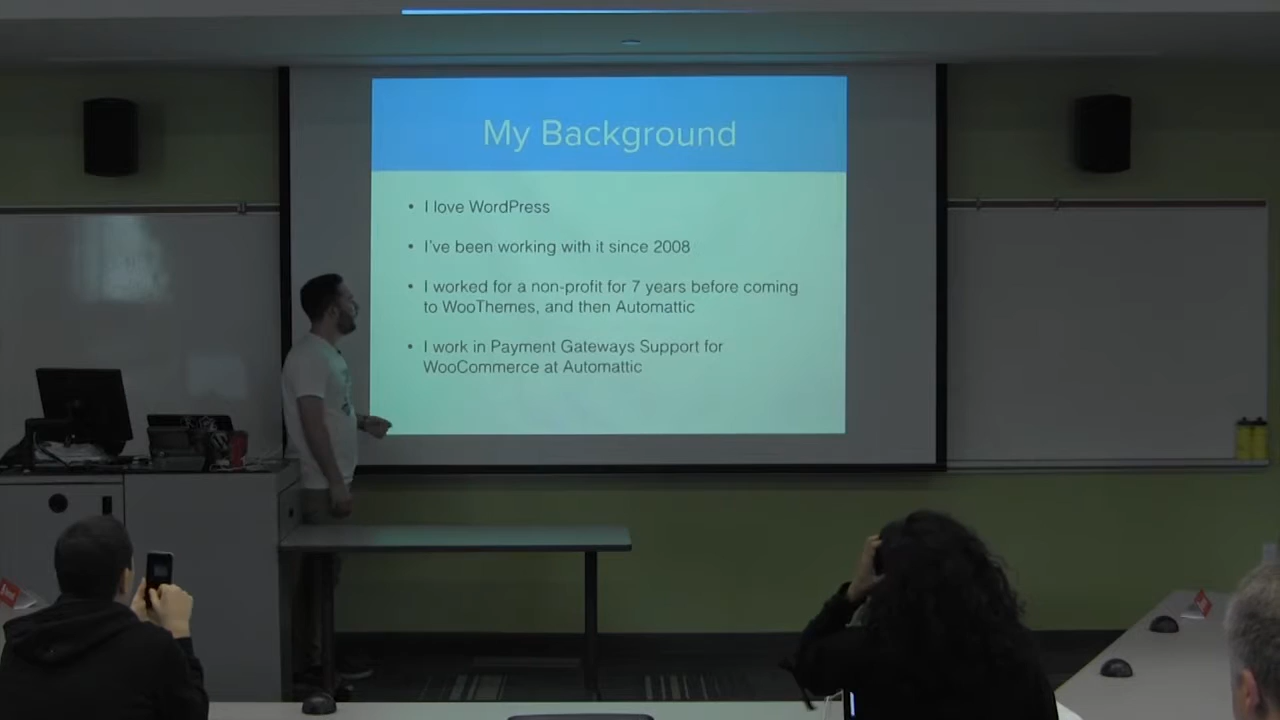 My Background
• I love WordPress
• I've been working with it since 2008
• I worked for a non-profit for 7 years before coming
to WooThemes, and then Automattic
• I work in Payment Gateways Support for
WooCommerce at Automattic